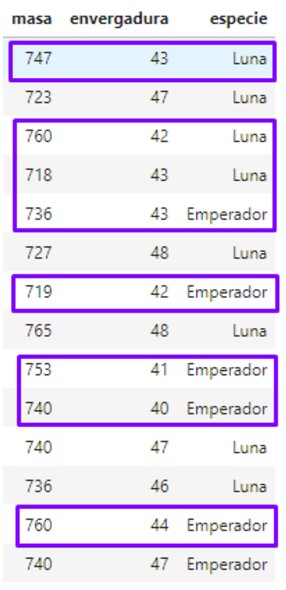 masa envergadura especie
747 43 Luna
723 47 Luna
760 42 Luna
718 43 Luna
736 43 Emperador
727 48 Luna
719 42 Emperador
765 48 Luna
753 41 Emperador
740 40 Emperador
740 47 Luna
736 46 Luna
760 44 Emperador
740 47 Emperador